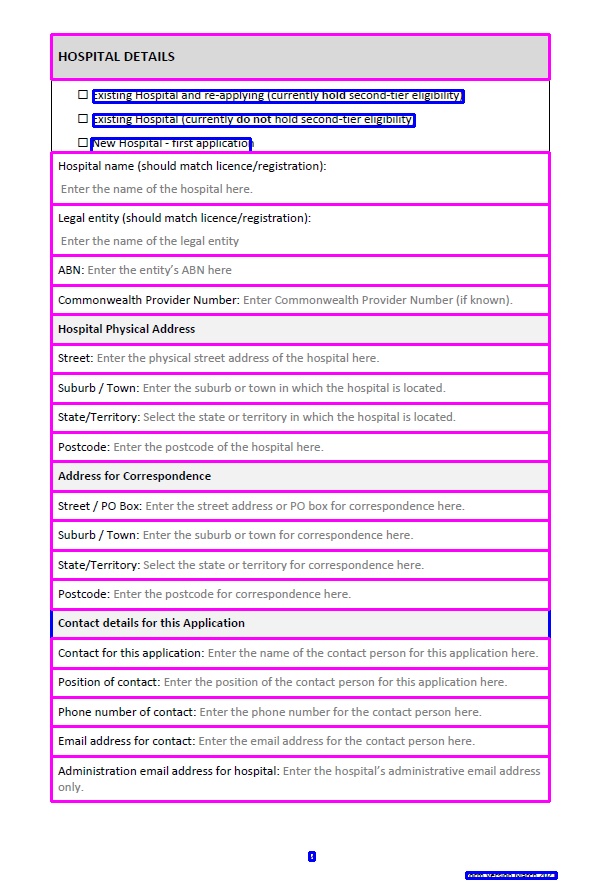 HOSPITAL DETAILS
☐ Existing Hospital and re-applying (currently hold second-tier eligibility)
☐ Existing Hospital (currently do not hold second-tier eligibility)
☐ New Hospital - first application
Hospital name (should match licence/registration):
Enter the name of the hospital here.
Legal entity (should match licence/registration):
Enter the name of the legal entity
ABN: Enter the entity's ABN here
Commonwealth Provider Number: Enter Commonwealth Provider Number (if known).
Hospital Physical Address
Street: Enter the physical street address of the hospital here.
Suburb / Town: Enter the suburb or town in which the hospital is located.
State/Territory: Select the state or territory in which the hospital is located.
Postcode: Enter the postcode of the hospital here.
Address for Correspondence
Street / PO Box: Enter the street address or PO box for correspondence here.
Suburb / Town: Enter the suburb or town for correspondence here.
State/Territory: Select the state or territory for correspondence here.
Postcode: Enter the postcode for correspondence here.
Contact details for this Application
Contact for this application: Enter the name of the contact person for this application here.
Position of contact: Enter the position of the contact person for this application here.
Phone number of contact: Enter the phone number for the contact person here.
Email address for contact: Enter the email address for the contact person here.
Administration email address for hospital: Enter the hospital's administrative email address
only.